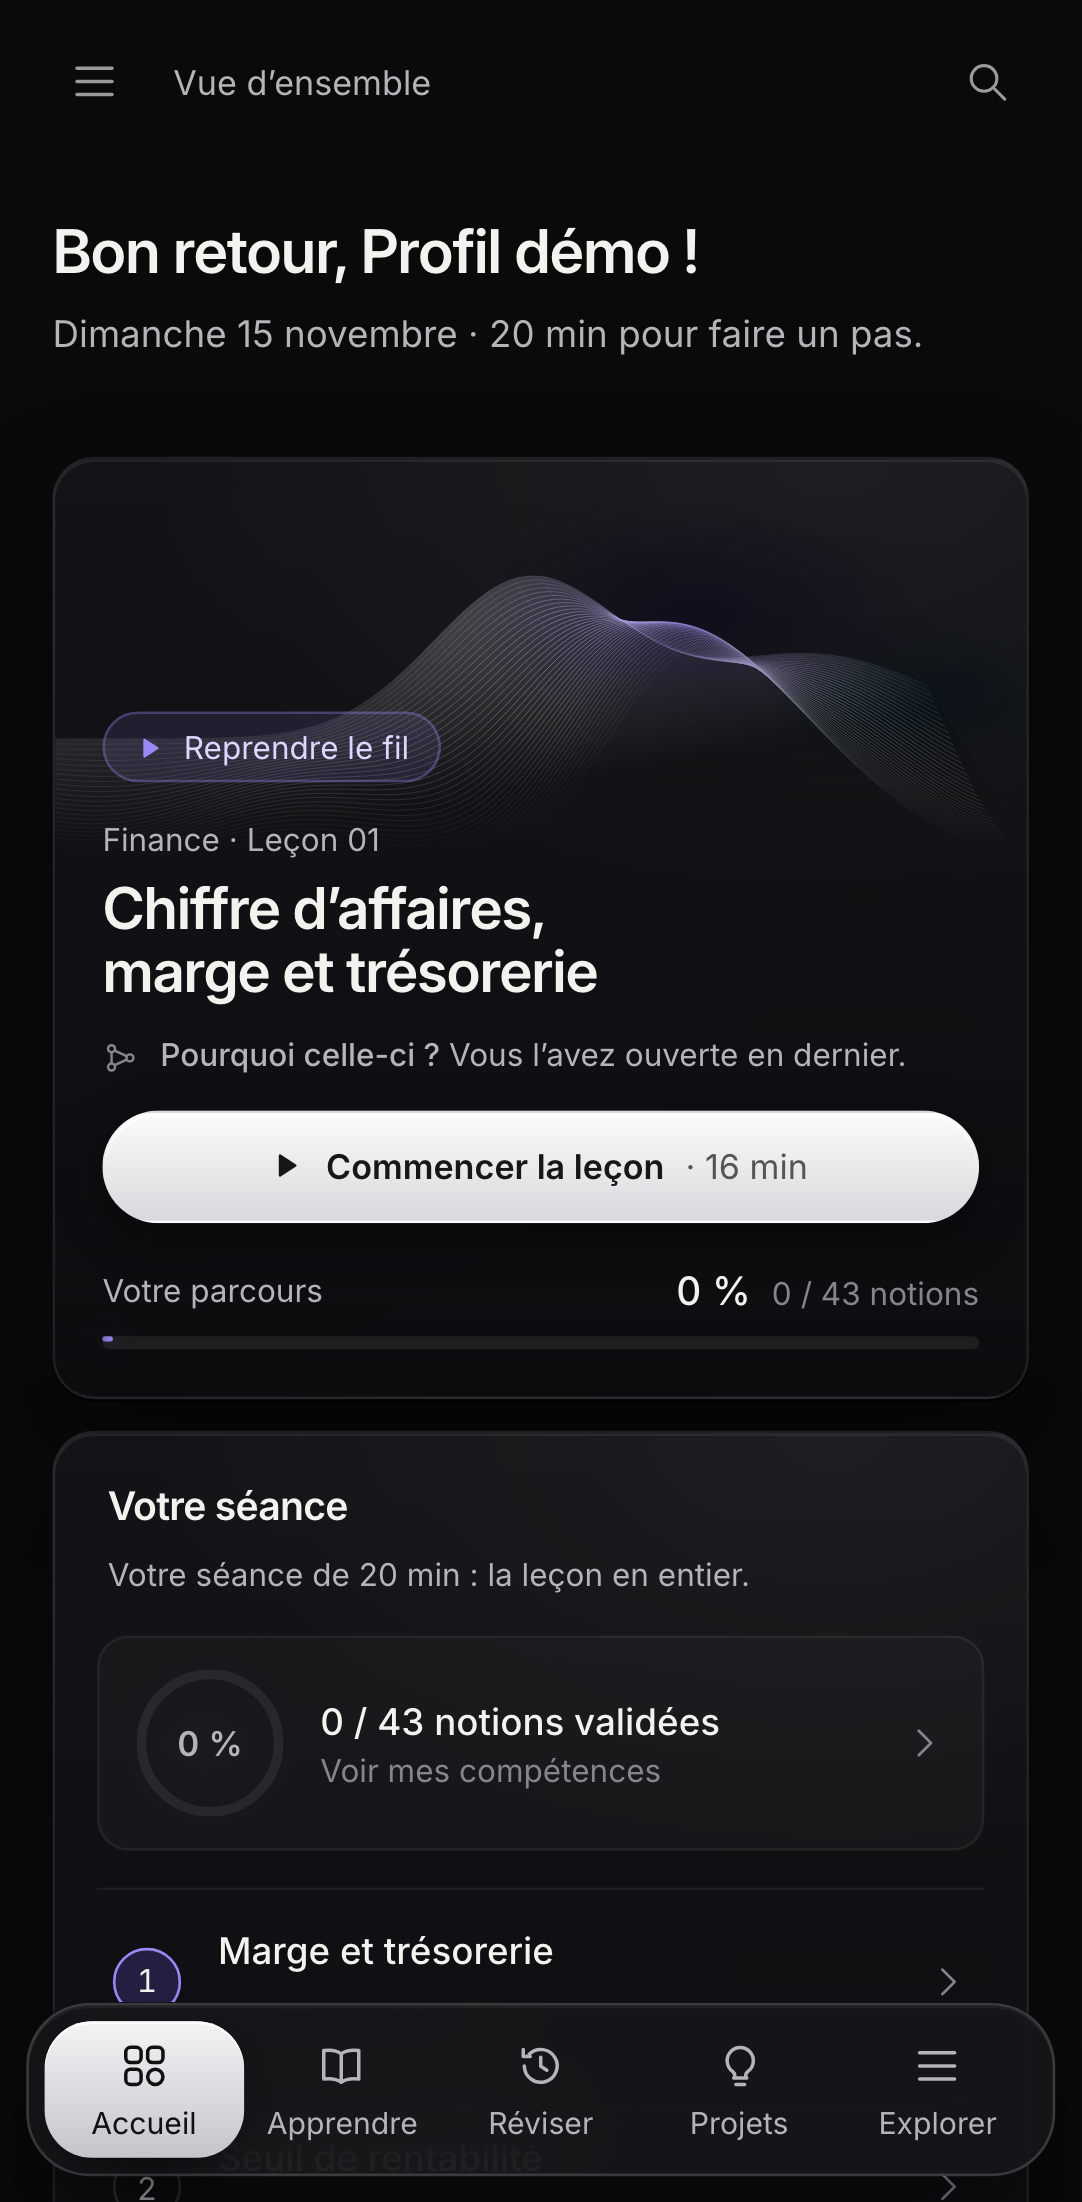 Vue d’ensemble
Bon retour, Profil démo !
Dimanche 15 novembre · 20 min pour faire un pas.
Reprendre le fil
Finance · Leçon 01
Chiffre d’affaires,
marge et trésorerie
Pourquoi celle-ci ? Vous l’avez ouverte en dernier.
Commencer la leçon · 16 min
Votre parcours 0 % 0 / 43 notions
Votre séance
Votre séance de 20 min : la leçon en entier.
0 %
0 / 43 notions validées
Voir mes compétences
1 Marge et trésorerie
Accueil Apprendre Réviser Projets Explorer
2 Seuil de rentabilité